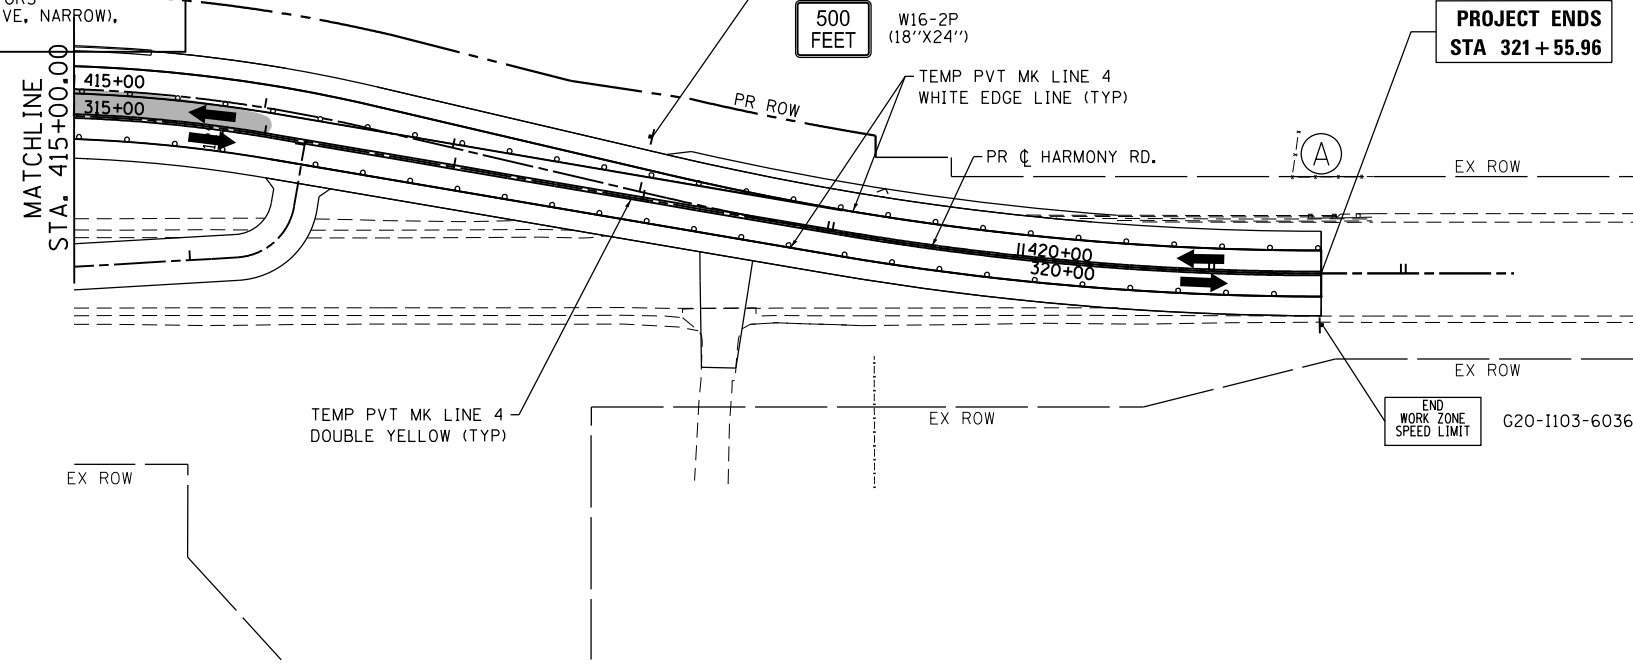 VE, NARROW),
500
FEET
W16-2P
(18"X24")
PROJECT ENDS
STA 321+55.96
MATCHLINE
STA. 415+00.00
415+00
315+00
TEMP PVT MK LINE 4
WHITE EDGE LINE (TYP)
PR ROW
PR ℄ HARMONY RD.
A
EX ROW
420+00
320+00
TEMP PVT MK LINE 4
DOUBLE YELLOW (TYP)
EX ROW
EX ROW
END
WORK ZONE
SPEED LIMIT
G20-I103-6036
EX ROW